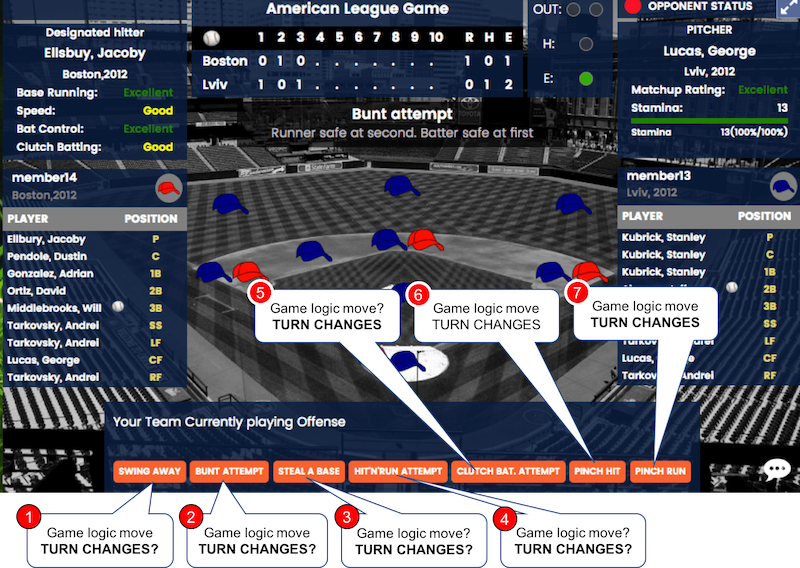 American League Game
1 2 3 4 5 6 7 8 9 10 R H E
Boston 0 1 0 . . . . . . . 1 0 1
Lviv 1 0 1 . . . . . . . 0 1 2
OUT:
H:
E:
OPPONENT STATUS
Designated hitter
Ellsbuy, Jacoby
Boston,2012
Base Running: Excellent
Speed: Good
Bat Control: Excellent
Clutch Batting: Good
PITCHER
Lucas, George
Lviv, 2012
Matchup Rating: Excellent
Stamina: 13
Stamina 13(100%/100%)
Bunt attempt
Runner safe at second. Batter safe at first
member14
Boston,2012
PLAYER POSITION
Ellbury, Jacoby P
Pendole, Dustin C
Gonzalez, Adrian 1B
Ortiz, David 2B
Middlebrooks, Will 3B
Tarkovsky, Andrei SS
Tarkovsky, Andrei LF
Lucas, George CF
Tarkovsky, Andrei RF
member13
Lviv, 2012
PLAYER POSITION
Kubrick, Stanley P
Kubrick, Stanley C
Kubrick, Stanley 1B
2B
3B
SS
Tarkovsky, Andrei LF
Lucas, George CF
Tarkovsky, Andrei RF
5
Game logic move?
TURN CHANGES
6
Game logic move
TURN CHANGES
7
Game logic move
TURN CHANGES
Your Team Currently playing Offense
SWING AWAY
BUNT ATTEMPT
STEAL A BASE
HIT'N'RUN ATTEMPT
CLUTCH BAT. ATTEMPT
PINCH HIT
PINCH RUN
1
Game logic move
TURN CHANGES?
2
Game logic move
TURN CHANGES?
3
Game logic move?
TURN CHANGES?
4
Game logic move?
TURN CHANGES?